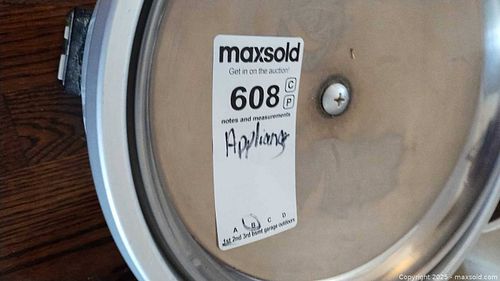 maxsold
Get in on the auction!
608 C
P
notes and measurements
Appliance
A B C D
1st 2nd 3rd bsmt garage outdoors
Copyright 2025 - maxsold.com